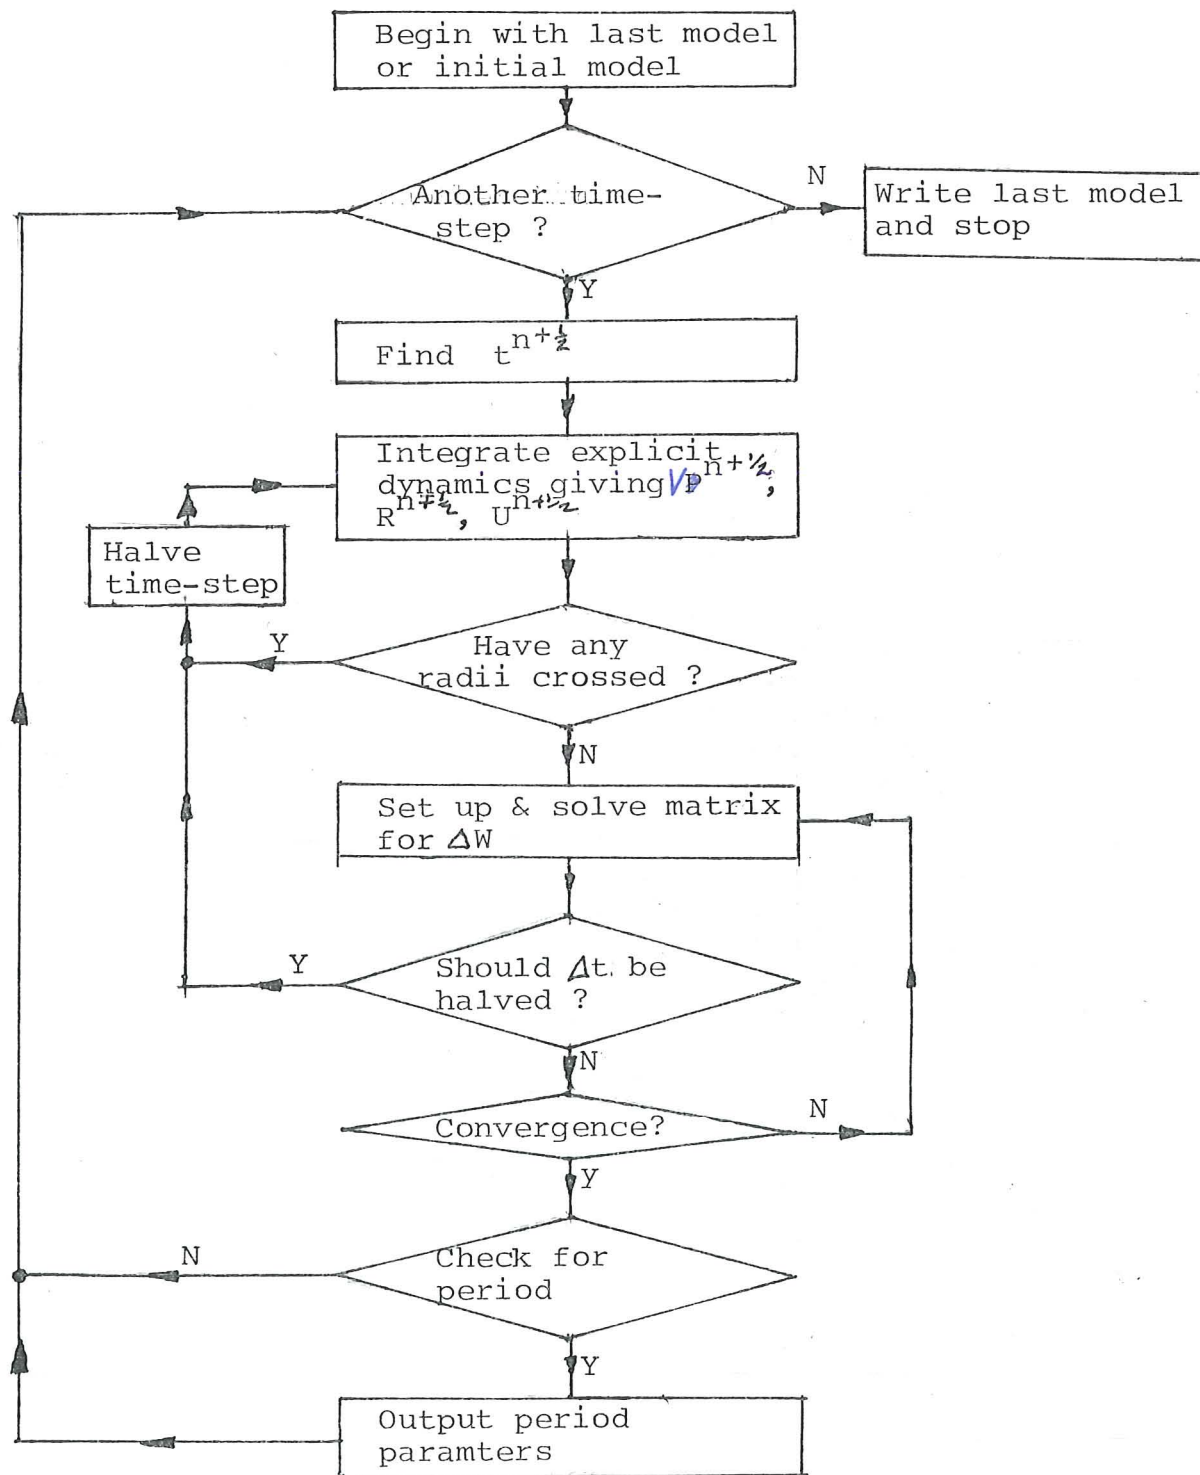 Begin with last model
or initial model
Another time-
step ?
N
Write last model
and stop
Y
Find t^{n+½}
Integrate explicit
dynamics giving VP^{n+1/2},
R^{n+½}, U^{n+1/2}
Halve
time-step
Y
Have any
radii crossed ?
N
Set up & solve matrix
for ΔW
Y
Should Δt. be
halved ?
N
Convergence?
N
y
N
Check for
period
Y
Output period
paramters